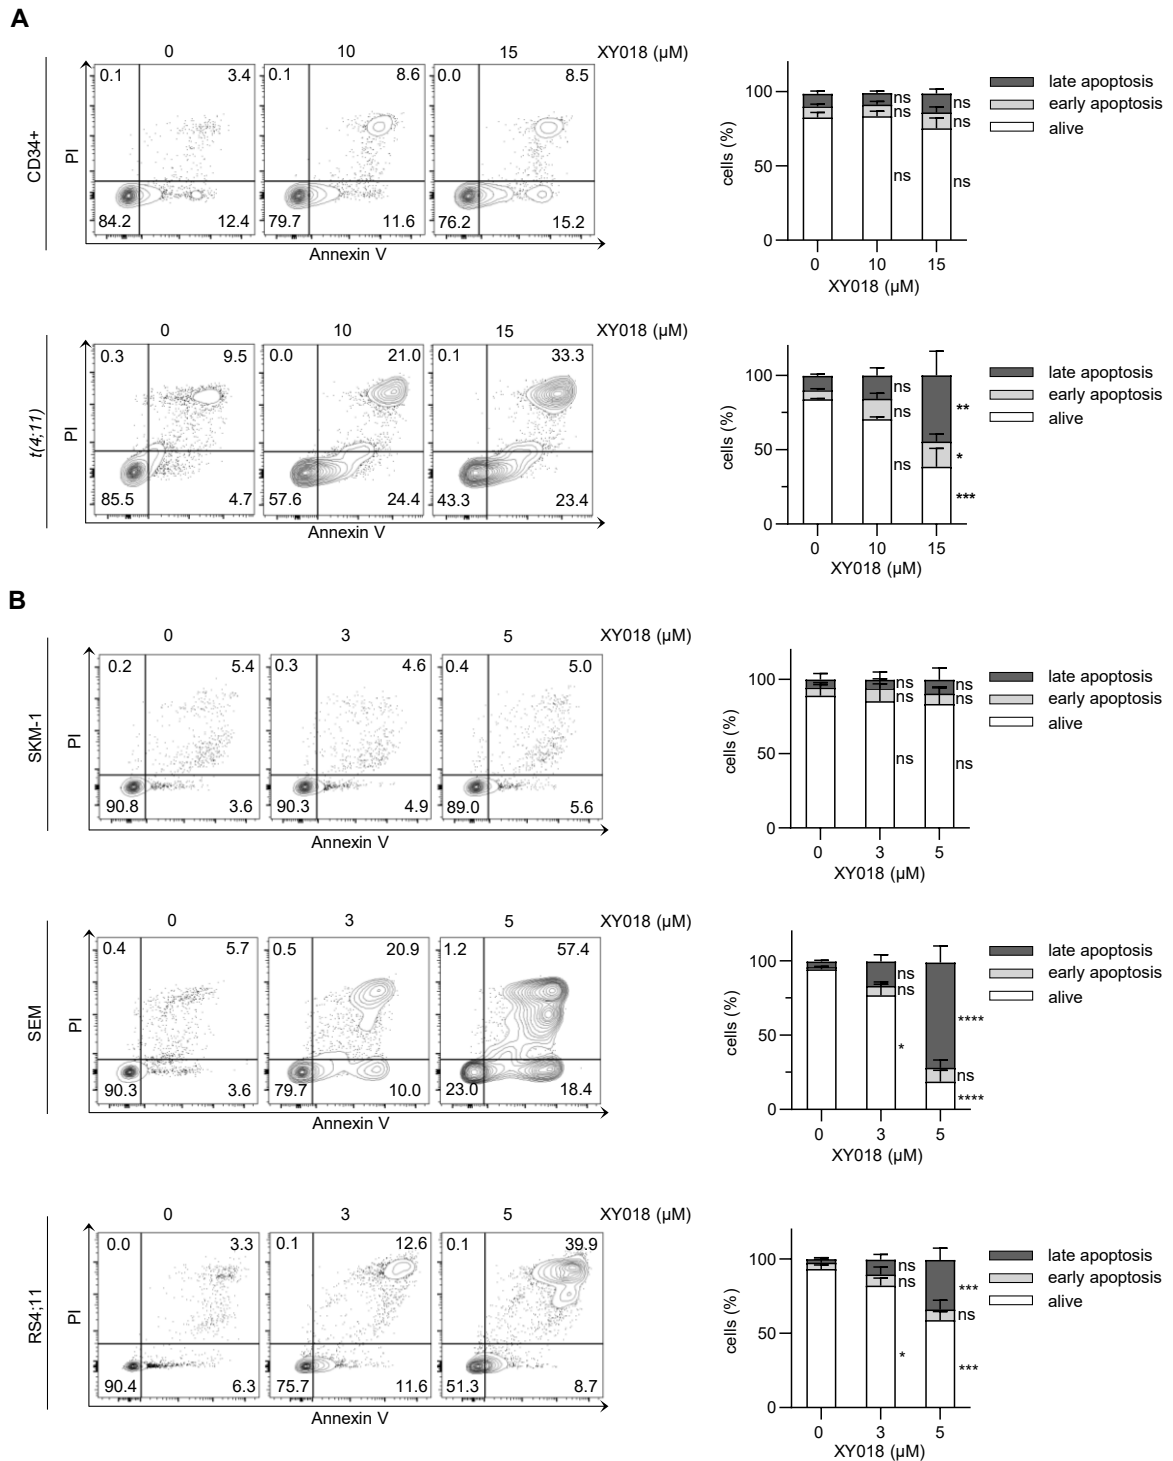 A
0 10 15 XY018 (µM)
0.1 3.4 0.1 8.6 0.0 8.5
CD34+
PI
84.2 12.4 79.7 11.6 76.2 15.2
Annexin V
100
50
0
cells (%)
ns
ns
ns
ns
ns
ns
0 10 15
XY018 (µM)
late apoptosis
early apoptosis
alive
0 10 15 XY018 (µM)
0.3 9.5 0.0 21.0 0.1 33.3
t(4;11)
PI
85.5 4.7 57.6 24.4 43.3 23.4
Annexin V
100
50
0
cells (%)
ns
ns
ns
**
*
***
0 10 15
XY018 (µM)
late apoptosis
early apoptosis
alive
B
0 3 5 XY018 (µM)
0.2 5.4 0.3 4.6 0.4 5.0
SKM-1
PI
90.8 3.6 90.3 4.9 89.0 5.6
Annexin V
100
50
0
cells (%)
ns
ns
ns
ns
ns
ns
0 3 5
XY018 (µM)
late apoptosis
early apoptosis
alive
0 3 5 XY018 (µM)
0.4 5.7 0.5 20.9 1.2 57.4
SEM
PI
90.3 3.6 79.7 10.0 23.0 18.4
Annexin V
100
50
0
cells (%)
ns
ns
*
****
ns
****
0 3 5
XY018 (µM)
late apoptosis
early apoptosis
alive
0 3 5 XY018 (µM)
0.0 3.3 0.1 12.6 0.1 39.9
RS4;11
PI
90.4 6.3 75.7 11.6 51.3 8.7
Annexin V
100
50
0
cells (%)
ns
ns
*
***
ns
***
0 3 5
XY018 (µM)
late apoptosis
early apoptosis
alive